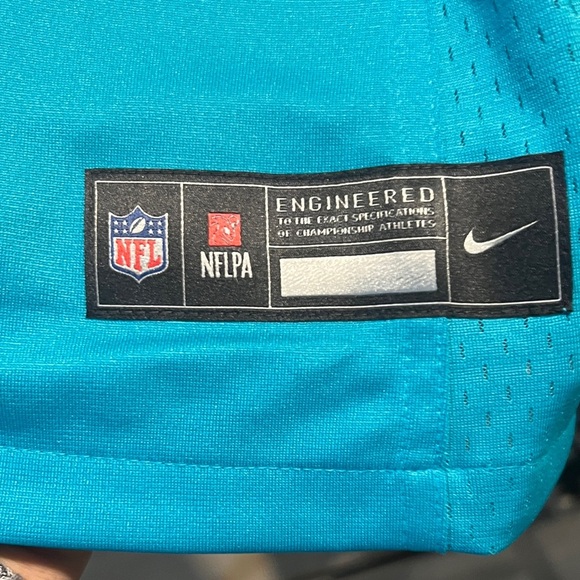 NFL
NFLPA
ENGINEERED
TO THE EXACT SPECIFICATIONS
OF CHAMPIONSHIP ATHLETES